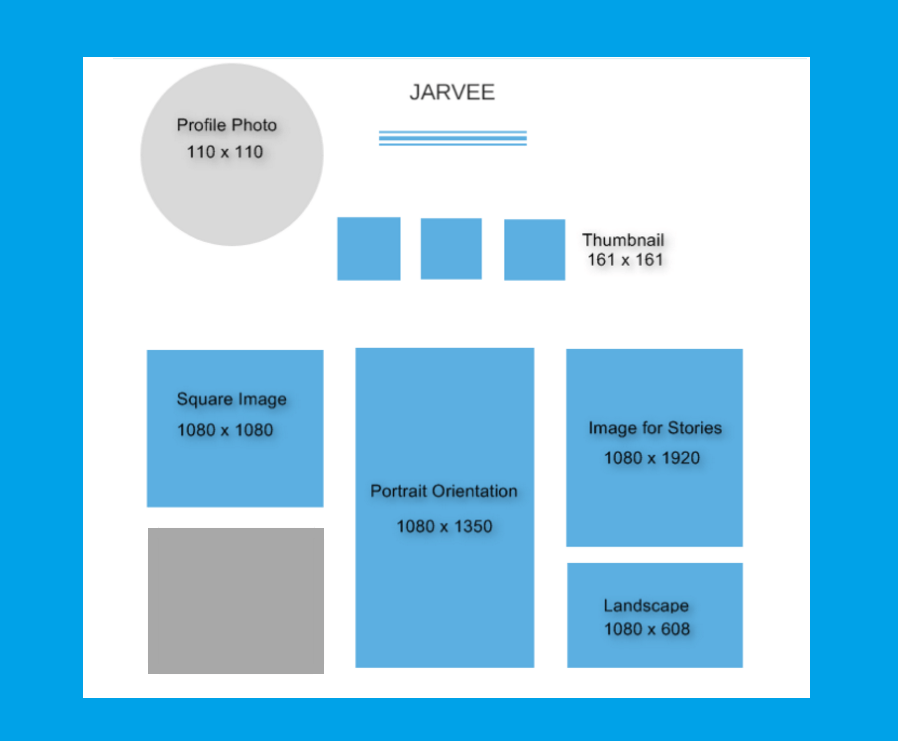 JARVEE
Profile Photo
110 x 110
Thumbnail
161 x 161
Square Image
1080 x 1080
Portrait Orientation
1080 x 1350
Image for Stories
1080 x 1920
Landscape
1080 x 608